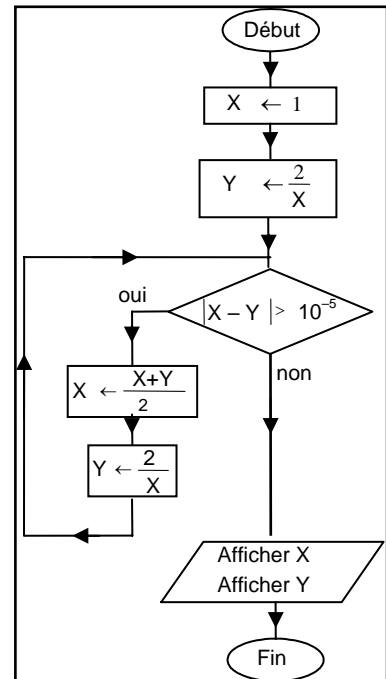 Début
X ← 1
Y ← 2/X
|X – Y| > 10⁻⁵
oui
non
X ← X+Y/2
Y ← 2/X
Afficher X
Afficher Y
Fin